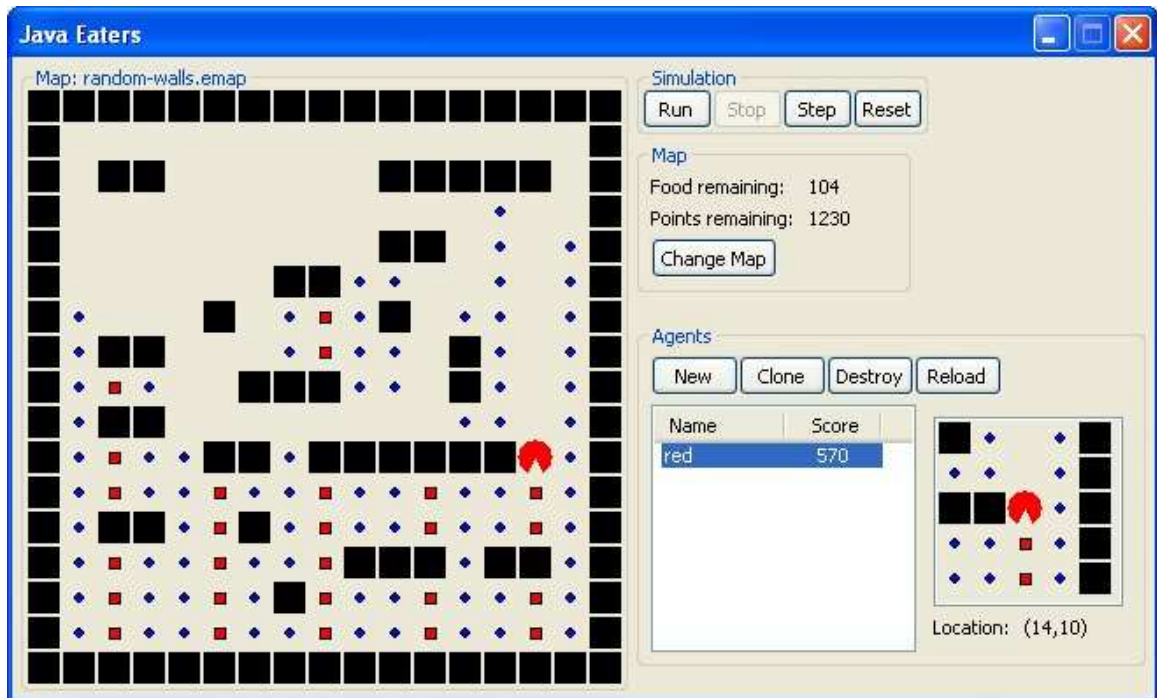 Java Eaters
Map: random-walls.emap
Simulation
Run Stop Step Reset
Map
Food remaining: 104
Points remaining: 1230
Change Map
Agents
New Clone Destroy Reload
Name Score
red 570
Location: (14,10)